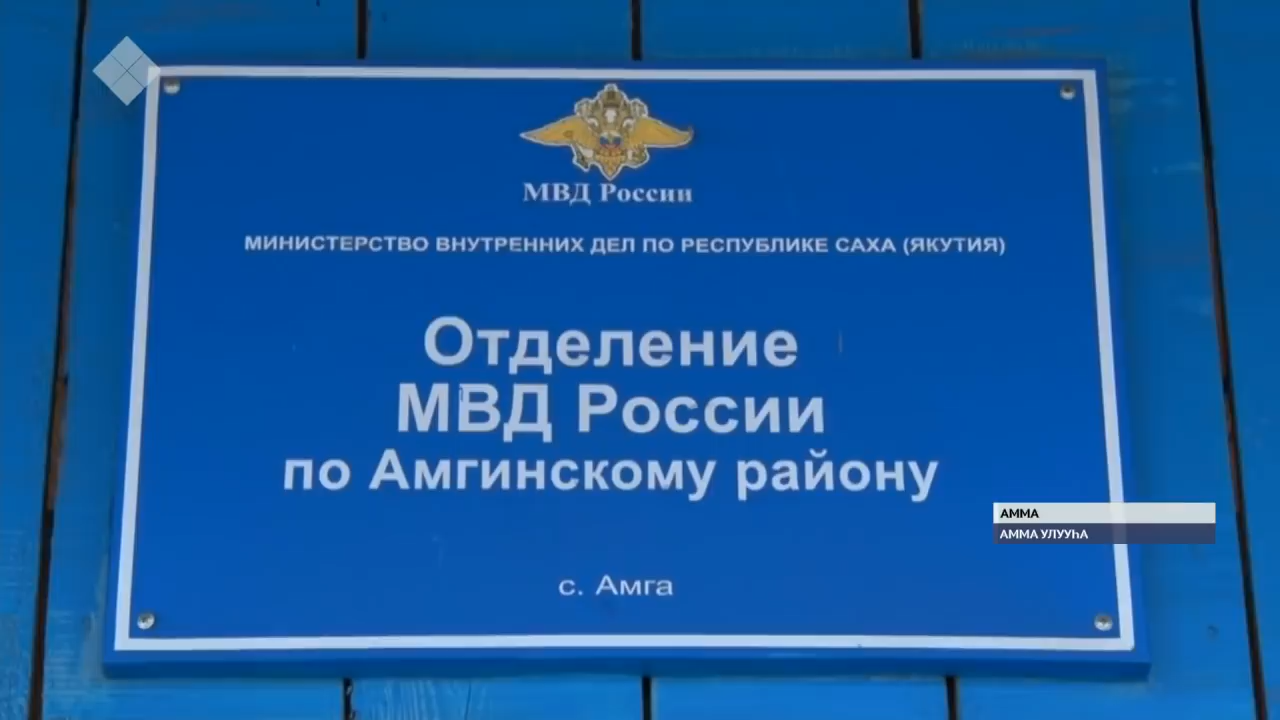 МВД России
МИНИСТЕРСТВО ВНУТРЕННИХ ДЕЛ ПО РЕСПУБЛИКЕ САХА (ЯКУТИЯ)
Отделение
МВД России
по Амгинскому району
с. Амга
АММА
АММА УЛУУҺА